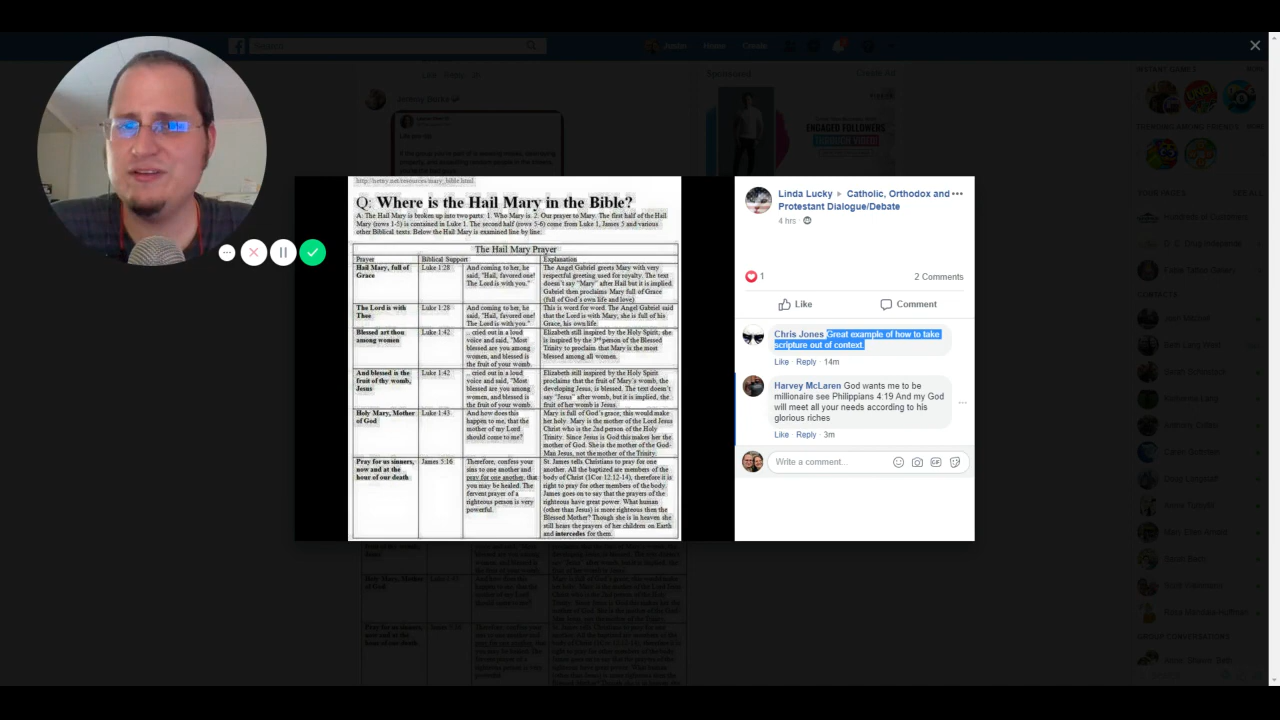 Search
Jason
Home
Create
Sponsored
Create Ad
ENGAGED
FOLLOWERS
THROUGH VIDEO
http://netny.net/resources/mary_bible.html
Q: Where is the Hail Mary in the Bible?
A: The Hail Mary is broken up into two parts: 1. Who Mary is. 2. Our prayer to Mary. The first half of the Hail
Mary (rows 1-5) is contained in Luke 1. The second half (rows 5-6) come from Luke 1, James 5 and various
other Biblical texts. Below the Hail Mary is examined line by line:
The Hail Mary Prayer
Prayer
Biblical Support
Explanation
Hail Mary, full of
Grace
Luke 1:28
And coming to her, he
said, "Hail, favored one!
The Lord is with you."
The Angel Gabriel greets Mary with very
respectful greeting used for royalty. The text
doesn't say "Mary" after Hail but it is implied.
Gabriel then proclaims Mary full of Grace
(full of God's own life and love).
The Lord is with
Thee
Luke 1:28
And coming to her, he
said, "Hail, favored one!
The Lord is with you."
This is word for word. The Angel Gabriel said
that the Lord is with Mary, she is full of his
Grace, his own life.
Blessed art thou
among women
Luke 1:42
... cried out in a loud
voice and said, "Most
blessed are you among
women, and blessed is
the fruit of your womb.
Elizabeth still inspired by the Holy Spirit; she
is inspired by the 3rd person of the Blessed
Trinity to proclaim that Mary is the most
blessed among all women.
And blessed is the
fruit of thy womb,
Jesus
Luke 1:42
... cried out in a loud
voice and said, "Most
blessed are you among
women, and blessed is
the fruit of your womb.
Elizabeth still inspired by the Holy Spirit
proclaims that the fruit of Mary's womb, the
developing Jesus, is blessed. The text doesn't
say "Jesus" after womb, but it is implied, the
fruit of her womb is Jesus.
Holy Mary, Mother
of God
Luke 1:43
And how does this
happen to me, that the
mother of my Lord
should come to me?
Mary is full of God's grace; this would make
her holy. Mary is the mother of the Lord Jesus
Christ who is the 2nd person of the Holy
Trinity. Since Jesus is God this makes her the
mother of God. She is the mother of the God-
Man Jesus, not the mother of the Trinity.
Pray for us sinners,
now and at the
hour of our death
James 5:16
Therefore, confess your
sins to one another and
pray for one another, that
you may be healed. The
fervent prayer of a
righteous person is very
powerful.
St. James tells Christians to pray for one
another. All the baptized are members of the
body of Christ (1Cor 12:12-14), therefore it is
right to pray for other members of the body.
James goes on to say that the prayers of the
righteous have great power. What human
(other than Jesus) is more righteous then the
Blessed Mother? Though she is in heaven she
still hears the prayers of her children on Earth
and intercedes for them.
Linda Lucky ▸ Catholic, Orthodox and
Protestant Dialogue/Debate
4 hrs ·
1
2 Comments
Like
Comment
Chris Jones Great example of how to take
scripture out of context.
Like · Reply · 14m
Harvey McLaren God wants me to be
millionaire see Philippians 4:19 And my God
will meet all your needs according to his
glorious riches
Like · Reply · 3m
Write a comment...
GIF
INSTANT GAMES
CONTACTS
GROUP CONVERSATIONS